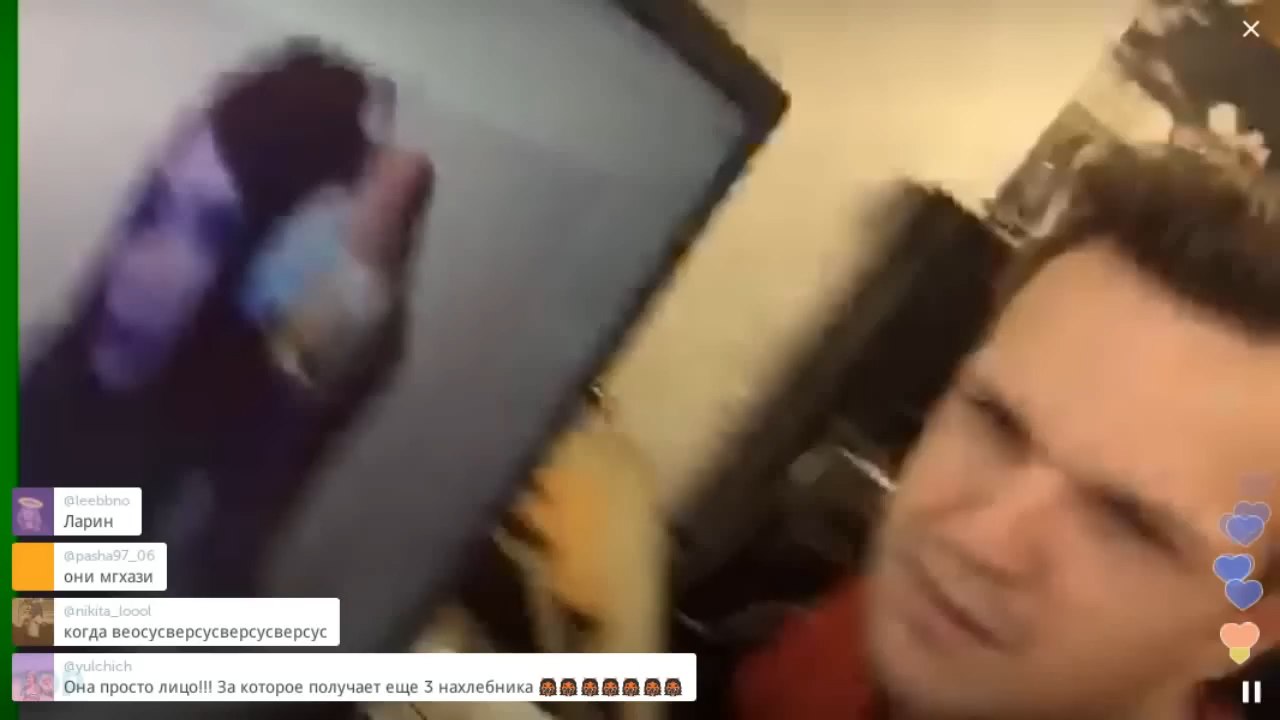 @leebbno
Ларин
@pasha97_06
они мгхази
@nikita_loool
когда веосусверсусверсусверсус
@yulchich
Она просто лицо!!! За которое получает еще 3 нахлебника 👹👹👹👹👹👹👹